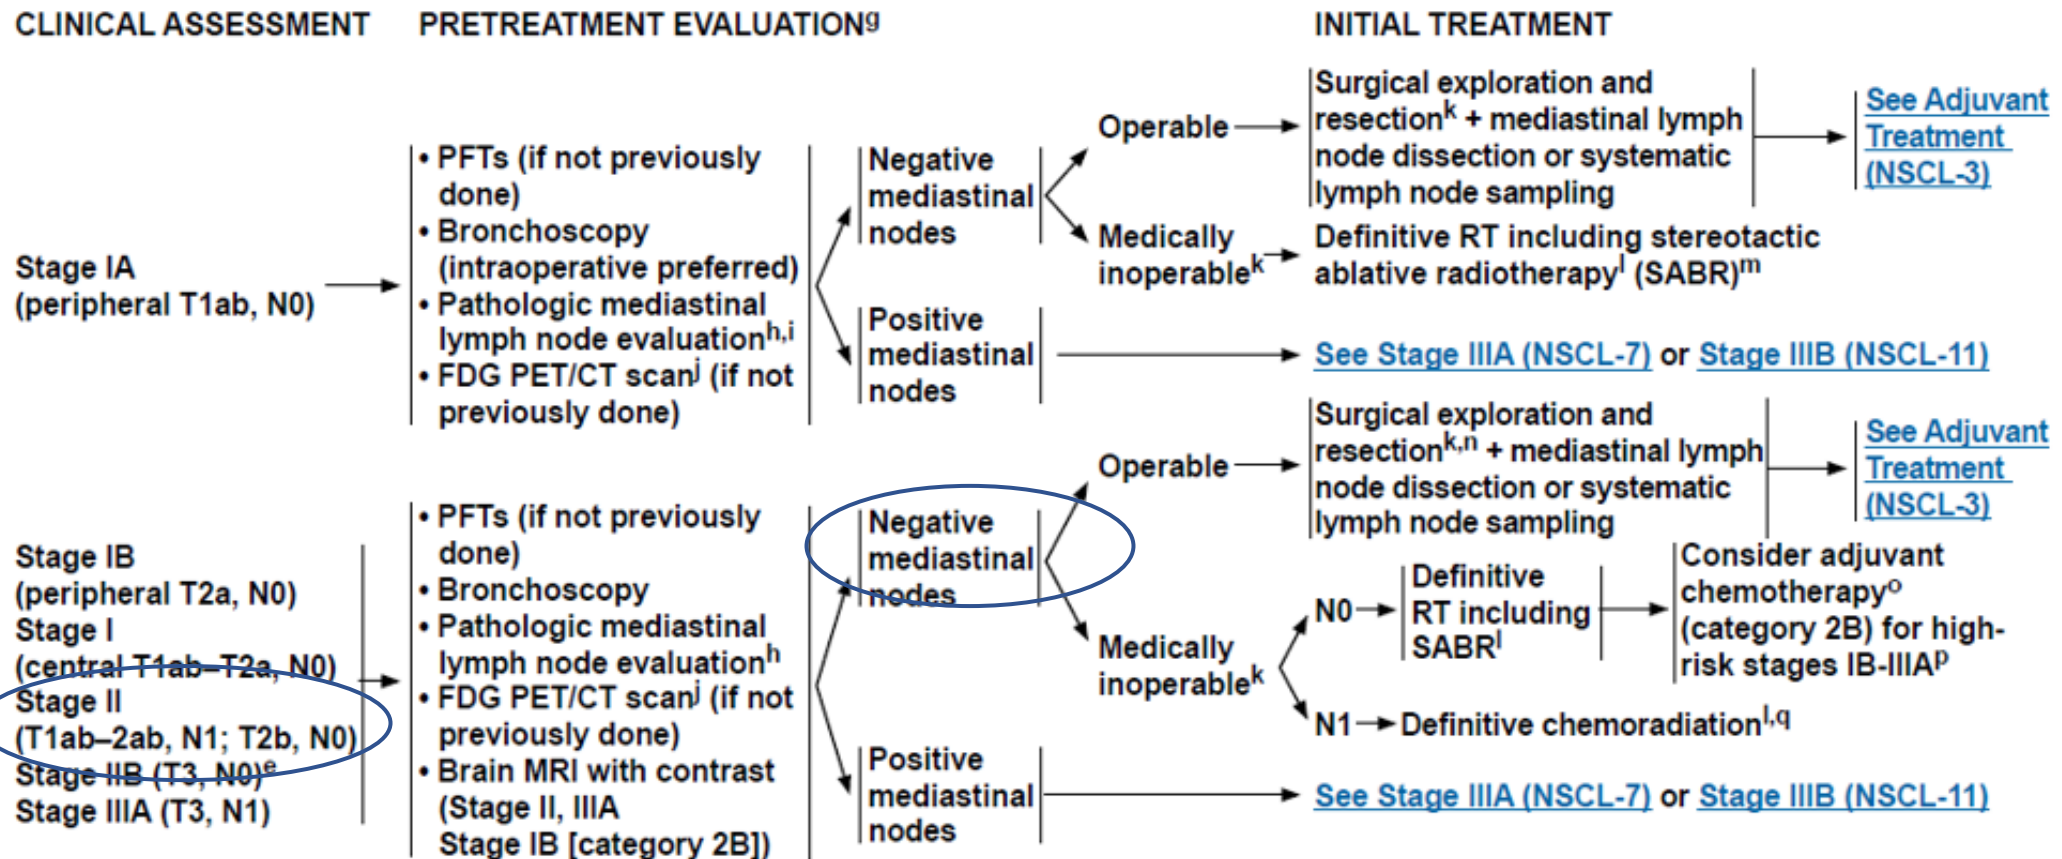 CLINICAL ASSESSMENT
PRETREATMENT EVALUATIONg
INITIAL TREATMENT
Stage IA
(peripheral T1ab, N0)
• PFTs (if not previously
done)
• Bronchoscopy
(intraoperative preferred)
• Pathologic mediastinal
lymph node evaluationh,i
• FDG PET/CT scanj (if not
previously done)
Negative
mediastinal
nodes
Operable
Surgical exploration and
resectionk + mediastinal lymph
node dissection or systematic
lymph node sampling
See Adjuvant
Treatment
(NSCL-3)
Medically
inoperablek
Definitive RT including stereotactic
ablative radiotherapyl (SABR)m
Positive
mediastinal
nodes
See Stage IIIA (NSCL-7) or Stage IIIB (NSCL-11)
Stage IB
(peripheral T2a, N0)
Stage I
(central T1ab–T2a, N0)
Stage II
(T1ab–2ab, N1; T2b, N0)
Stage IIB (T3, N0)e
Stage IIIA (T3, N1)
• PFTs (if not previously
done)
• Bronchoscopy
• Pathologic mediastinal
lymph node evaluationh
• FDG PET/CT scanj (if not
previously done)
• Brain MRI with contrast
(Stage II, IIIA
Stage IB [category 2B])
Negative
mediastinal
nodes
Operable
Surgical exploration and
resectionk,n + mediastinal lymph
node dissection or systematic
lymph node sampling
See Adjuvant
Treatment
(NSCL-3)
Medically
inoperablek
N0
Definitive
RT including
SABRl
Consider adjuvant
chemotherapyo
(category 2B) for high-
risk stages IB-IIIAp
N1
Definitive chemoradiationl,q
Positive
mediastinal
nodes
See Stage IIIA (NSCL-7) or Stage IIIB (NSCL-11)